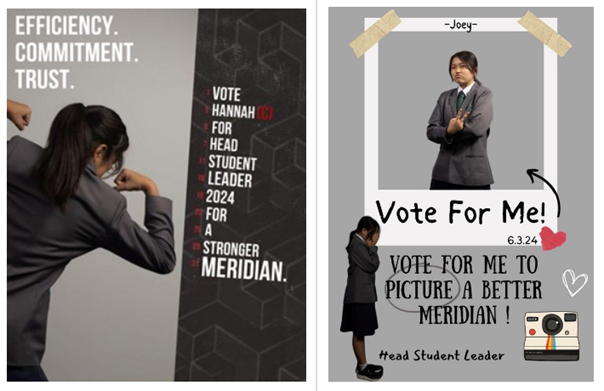 EFFICIENCY.
COMMITMENT.
TRUST.
VOTE
HANNAH(C)
FOR
HEAD
STUDENT
LEADER
2024
FOR
A
STRONGER
MERIDIAN.
-Joey-
Vote For Me!
6.3.24
VOTE FOR ME TO
PICTURE A BETTER
MERIDIAN !
Head Student Leader